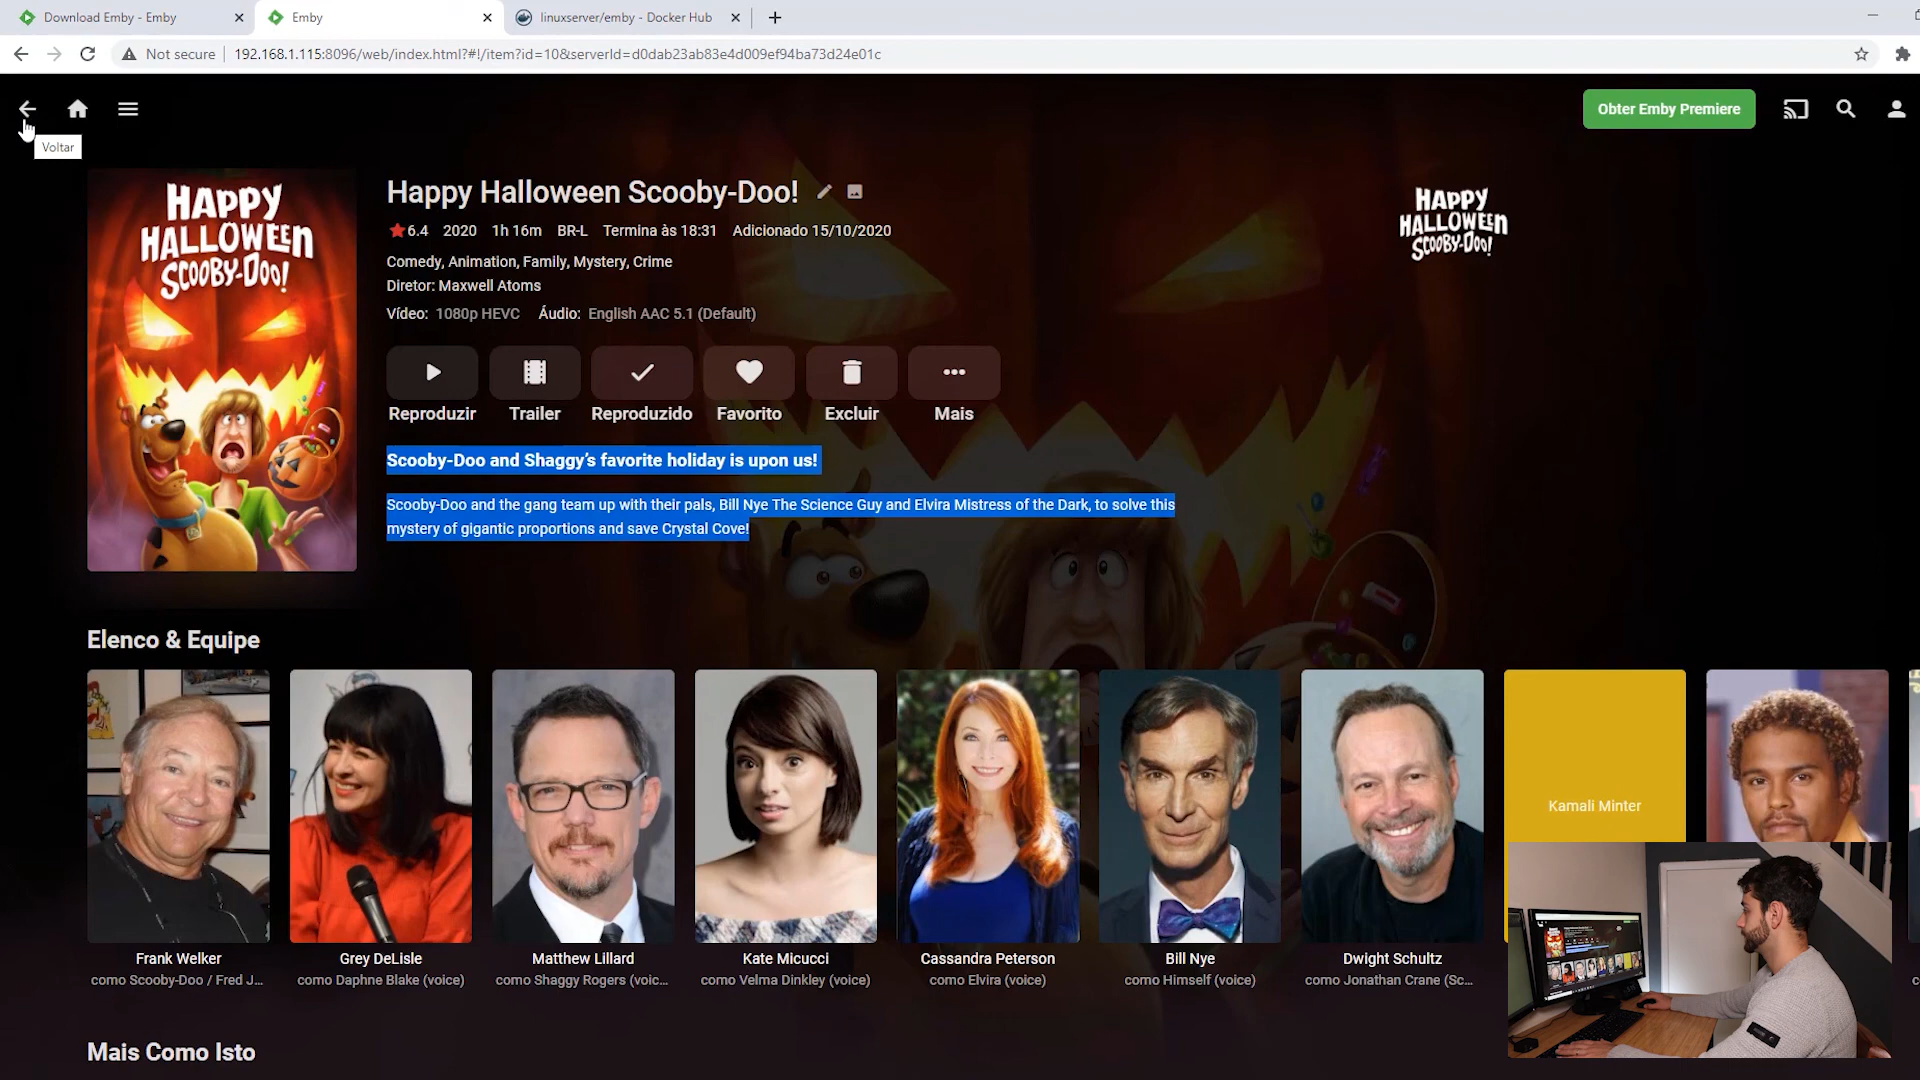 Download Emby - Emby
Emby
linuxserver/emby - Docker Hub
Not secure
192.168.1.115:8096/web/index.html?#!/item?id=10&serverId=d0dab23ab83e4d009ef94ba73d24e01c
Obter Emby Premiere
Voltar
HAPPY
HALLOWEEN
SCOOBY-DOO!
Happy Halloween Scooby-Doo!
6.4 2020 1h 16m BR-L Termina às 18:31 Adicionado 15/10/2020
Comedy, Animation, Family, Mystery, Crime
Diretor: Maxwell Atoms
Vídeo: 1080p HEVC Áudio: English AAC 5.1 (Default)
HAPPY
HALLOWEEN
SCOOBY-DOO!
Reproduzir Trailer Reproduzido Favorito Excluir Mais
Scooby-Doo and Shaggy's favorite holiday is upon us!
Scooby-Doo and the gang team up with their pals, Bill Nye The Science Guy and Elvira Mistress of the Dark, to solve this
mystery of gigantic proportions and save Crystal Cove!
Elenco & Equipe
Kamali Minter
Frank Welker
como Scooby-Doo / Fred J...
Grey DeLisle
como Daphne Blake (voice)
Matthew Lillard
como Shaggy Rogers (voic...
Kate Micucci
como Velma Dinkley (voice)
Cassandra Peterson
como Elvira (voice)
Bill Nye
como Himself (voice)
Dwight Schultz
como Jonathan Crane (Sc...
Mais Como Isto